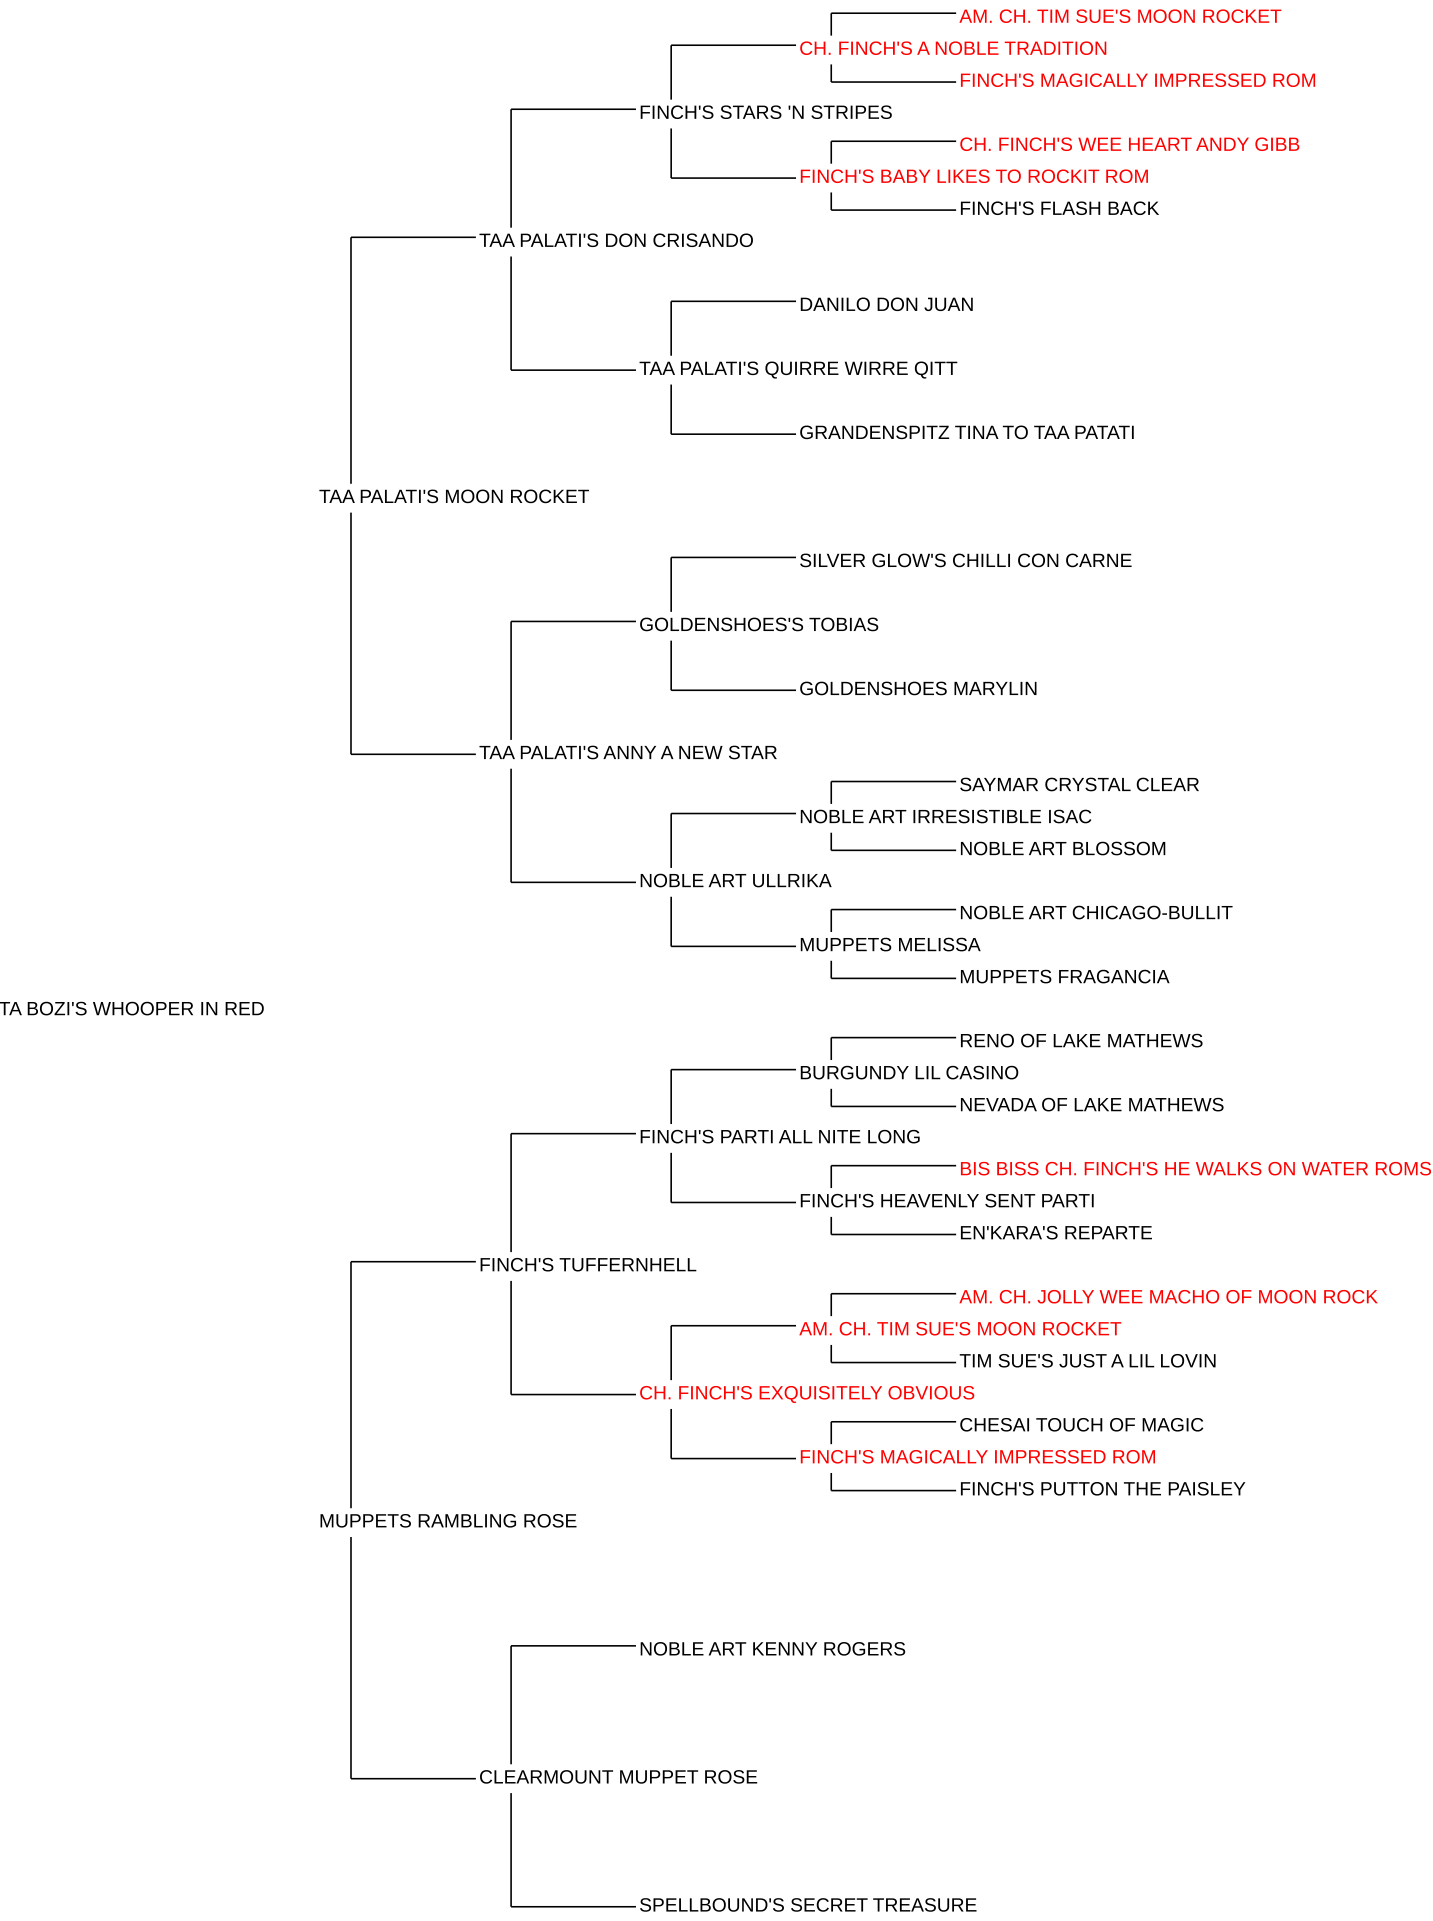 AM. CH. TIM SUE'S MOON ROCKET
CH. FINCH'S A NOBLE TRADITION
FINCH'S MAGICALLY IMPRESSED ROM
FINCH'S STARS 'N STRIPES
CH. FINCH'S WEE HEART ANDY GIBB
FINCH'S BABY LIKES TO ROCKIT ROM
FINCH'S FLASH BACK
TAA PALATI'S DON CRISANDO
DANILO DON JUAN
TAA PALATI'S QUIRRE WIRRE QITT
GRANDENSPITZ TINA TO TAA PATATI
TAA PALATI'S MOON ROCKET
SILVER GLOW'S CHILLI CON CARNE
GOLDENSHOES'S TOBIAS
GOLDENSHOES MARYLIN
TAA PALATI'S ANNY A NEW STAR
SAYMAR CRYSTAL CLEAR
NOBLE ART IRRESISTIBLE ISAC
NOBLE ART BLOSSOM
NOBLE ART ULLRIKA
NOBLE ART CHICAGO-BULLIT
MUPPETS MELISSA
MUPPETS FRAGANCIA
TA BOZI'S WHOOPER IN RED
RENO OF LAKE MATHEWS
BURGUNDY LIL CASINO
NEVADA OF LAKE MATHEWS
FINCH'S PARTI ALL NITE LONG
BIS BISS CH. FINCH'S HE WALKS ON WATER ROMS
FINCH'S HEAVENLY SENT PARTI
EN'KARA'S REPARTE
FINCH'S TUFFERNHELL
AM. CH. JOLLY WEE MACHO OF MOON ROCK
AM. CH. TIM SUE'S MOON ROCKET
TIM SUE'S JUST A LIL LOVIN
CH. FINCH'S EXQUISITELY OBVIOUS
CHESAI TOUCH OF MAGIC
FINCH'S MAGICALLY IMPRESSED ROM
FINCH'S PUTTON THE PAISLEY
MUPPETS RAMBLING ROSE
NOBLE ART KENNY ROGERS
CLEARMOUNT MUPPET ROSE
SPELLBOUND'S SECRET TREASURE